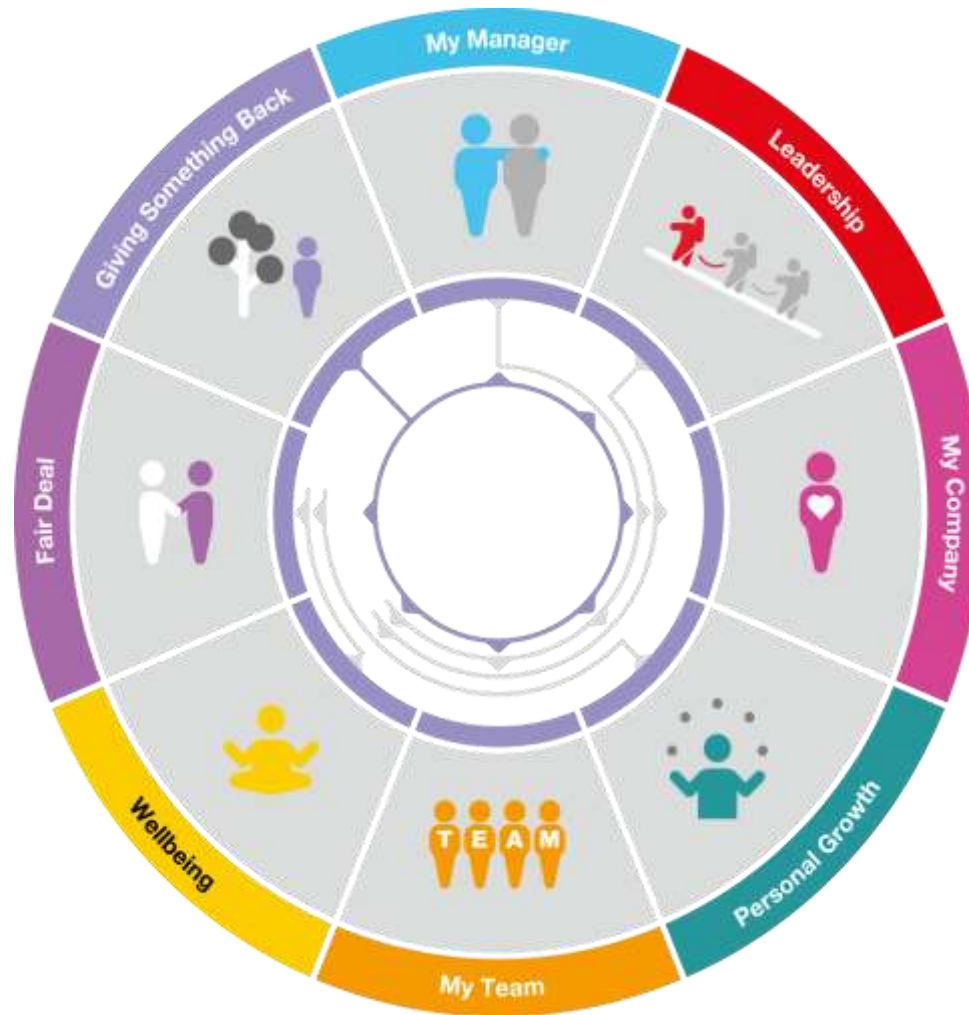 My Manager
Leadership
My Company
Personal Growth
My Team
Wellbeing
Fair Deal
Giving Something Back
T E A M